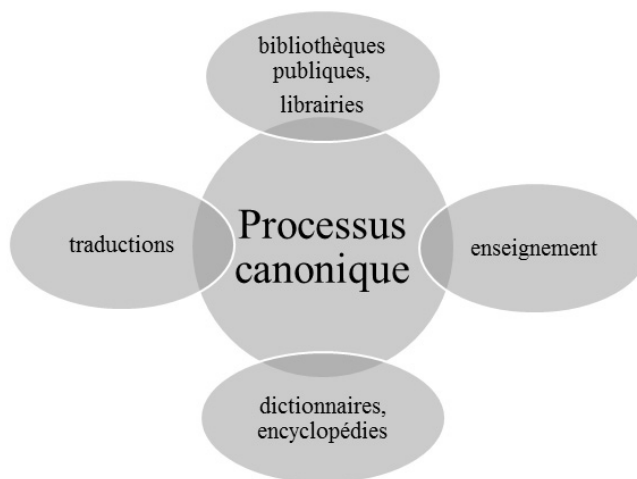 bibliothèques
publiques,
librairies
traductions
Processus
canonique
enseignement
dictionnaires,
encyclopédies